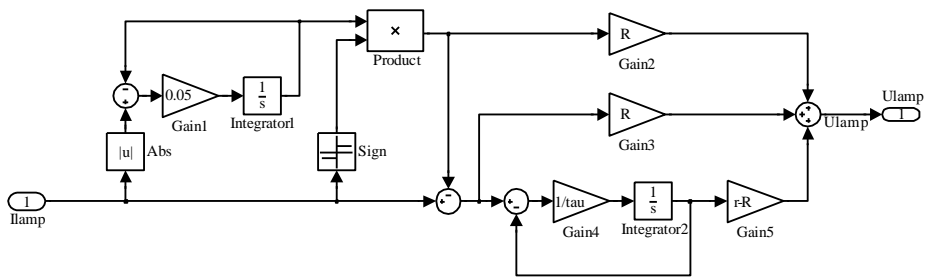 ×
Product
R
Gain2
0.05
Gain1
1
s
Integrator1
R
Gain3
Ulamp
1
Ulamp
|u|
Abs
Sign
1
Ilamp
1/tau
Gain4
1
s
Integrator2
r-R
Gain5